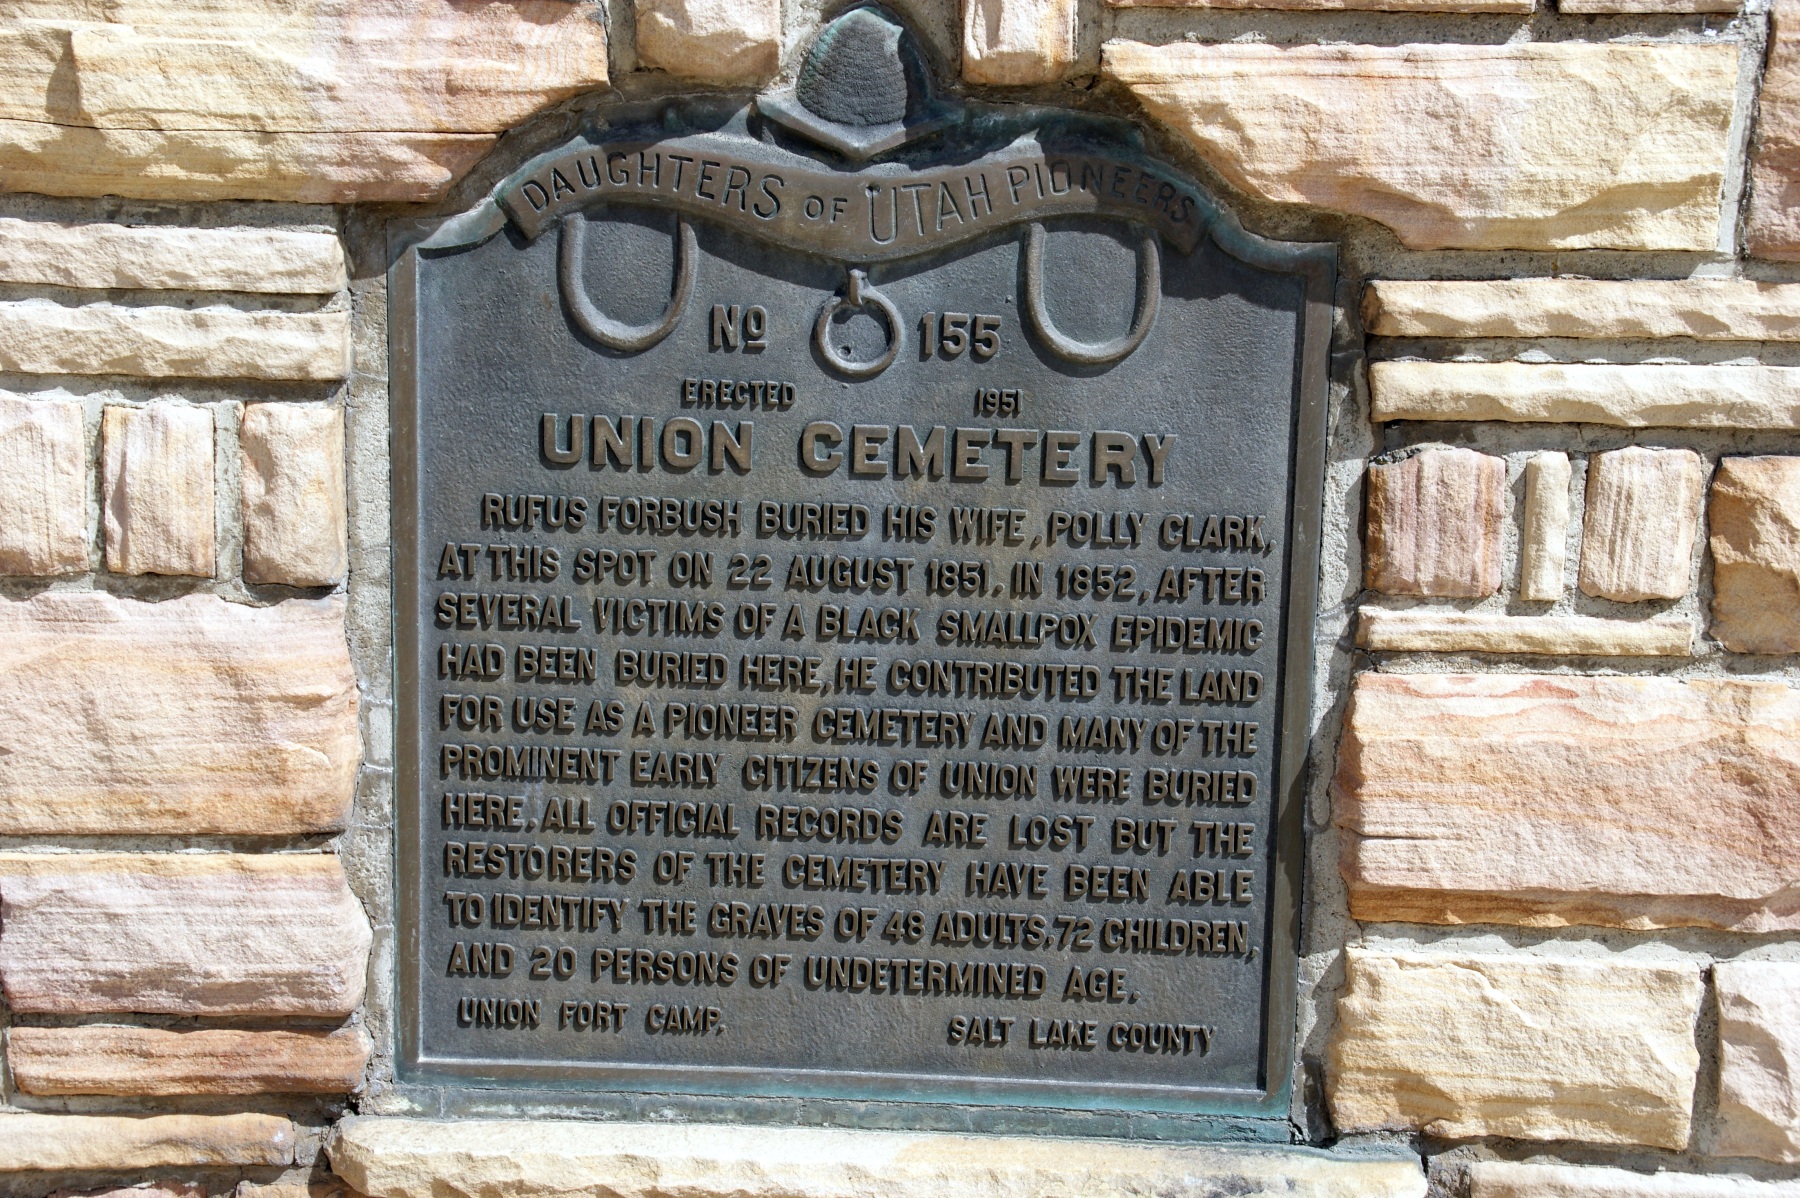 DAUGHTERS OF UTAH PIONEERS
NO 155
ERECTED 1951
UNION CEMETERY
RUFUS FORBUSH BURIED HIS WIFE, POLLY CLARK,
AT THIS SPOT ON 22 AUGUST 1851. IN 1852, AFTER
SEVERAL VICTIMS OF A BLACK SMALLPOX EPIDEMIC
HAD BEEN BURIED HERE, HE CONTRIBUTED THE LAND
FOR USE AS A PIONEER CEMETERY AND MANY OF THE
PROMINENT EARLY CITIZENS OF UNION WERE BURIED
HERE. ALL OFFICIAL RECORDS ARE LOST BUT THE
RESTORERS OF THE CEMETERY HAVE BEEN ABLE
TO IDENTIFY THE GRAVES OF 48 ADULTS, 72 CHILDREN,
AND 20 PERSONS OF UNDETERMINED AGE.
UNION FORT CAMP. SALT LAKE COUNTY